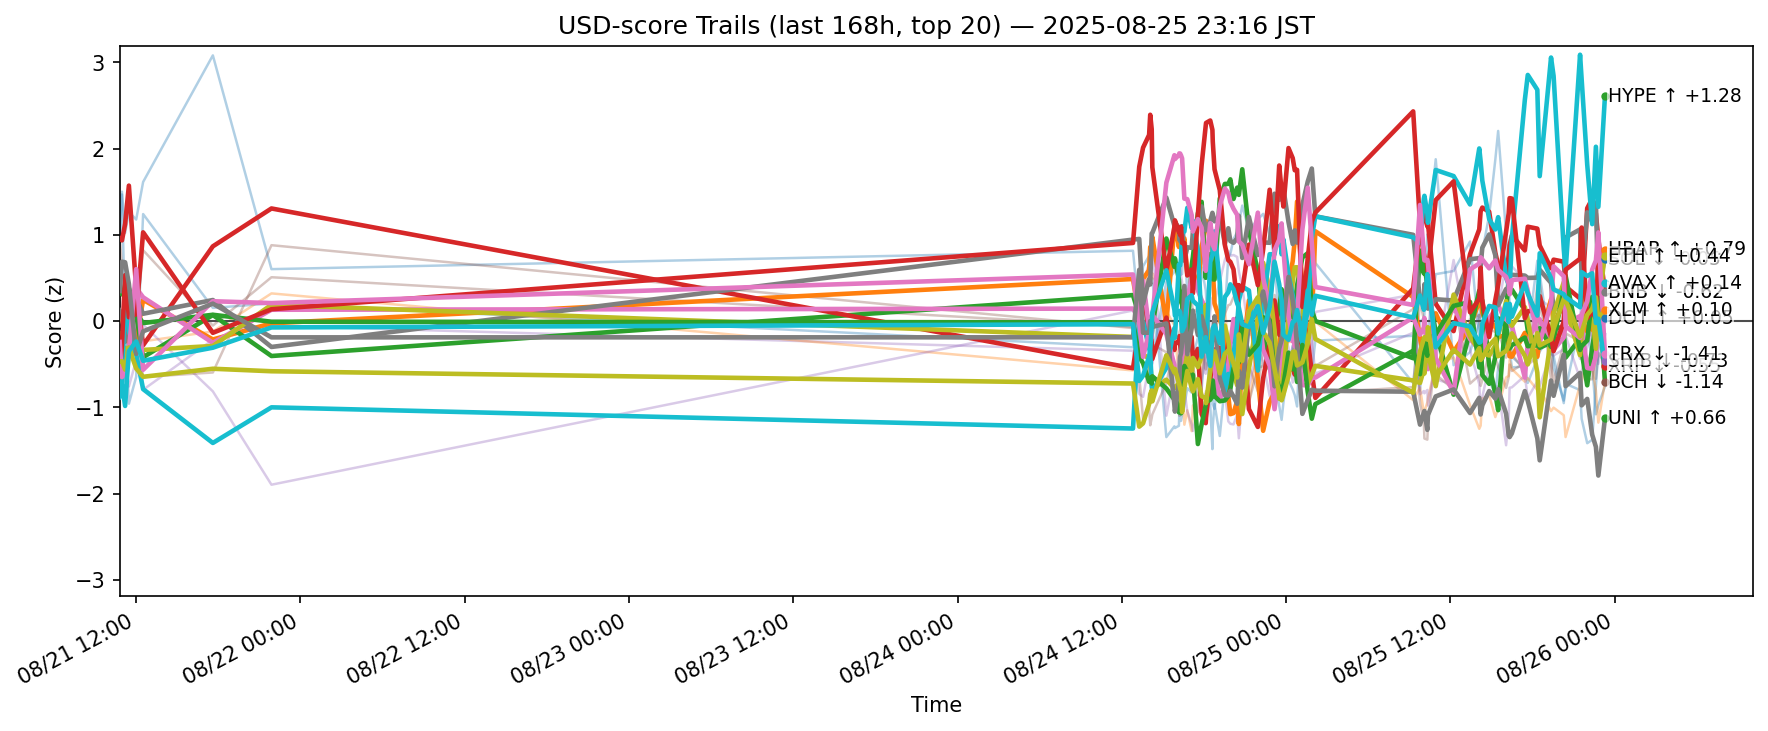 USD-score Trails (last 168h, top 20) — 2025-08-25 23:16 JST
Score (z)
3
2
1
0
−1
−2
−3
HYPE ↑ +1.28
HBAR ↑ +0.79
ETH ↑ +0.44
AVAX ↑ +0.14
BNB ↓
XLM ↑ +0.10
TRX ↓ -1.41
BCH ↓ -1.14
UNI ↑ +0.66
08/21 12:00
08/22 00:00
08/22 12:00
08/23 00:00
08/23 12:00
08/24 00:00
08/24 12:00
08/25 00:00
08/25 12:00
08/26 00:00
Time